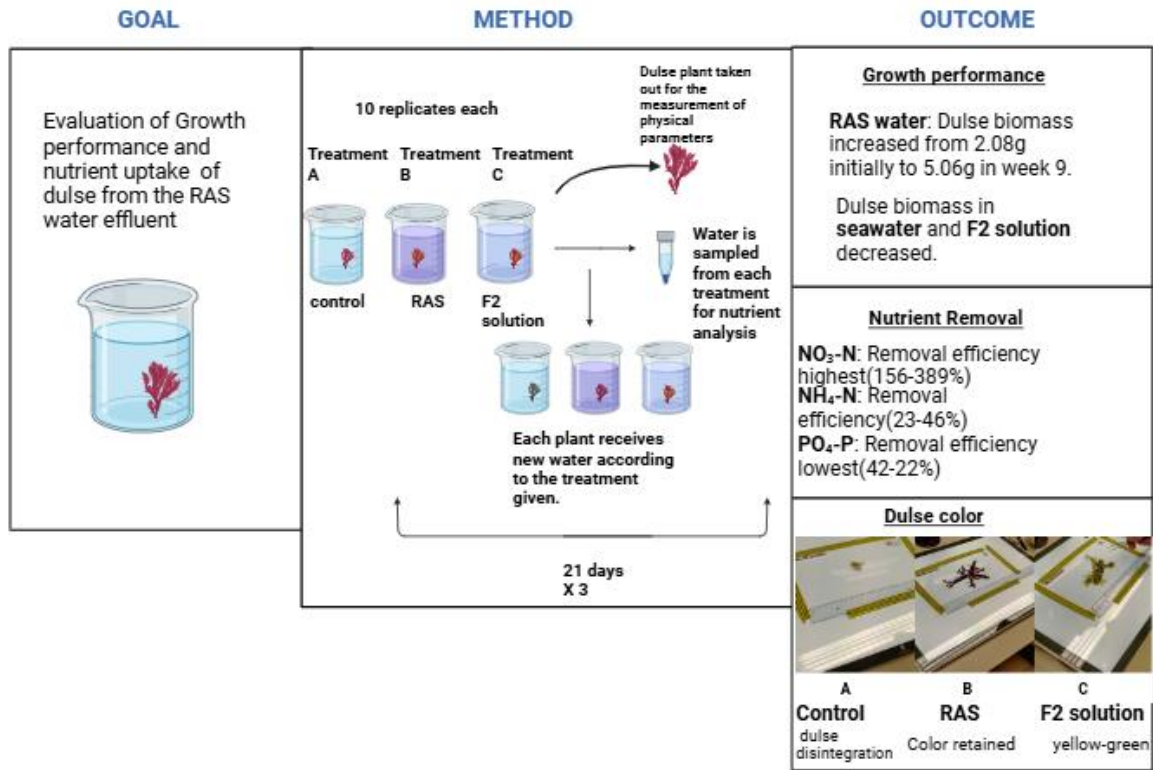 GOAL
METHOD
OUTCOME
Evaluation of Growth
performance and
nutrient uptake of
dulse from the RAS
water effluent
10 replicates each
Treatment
A
Treatment
B
Treatment
C
control
RAS
F2
solution
Dulse plant taken
out for the
measurement of
physical
parameters
Water is
sampled
from each
treatment
for nutrient
analysis
Each plant receives
new water according
to the treatment
given.
21 days
X 3
Growth performance
RAS water: Dulse biomass
increased from 2.08g
initially to 5.06g in week 9.
Dulse biomass in
seawater and F2 solution
decreased.
Nutrient Removal
NO₃-N: Removal efficiency
highest(156-389%)
NH₄-N: Removal
efficiency(23-46%)
PO₄-P: Removal efficiency
lowest(42-22%)
Dulse color
A
Control
dulse
disintegration
B
RAS
Color retained
C
F2 solution
yellow-green